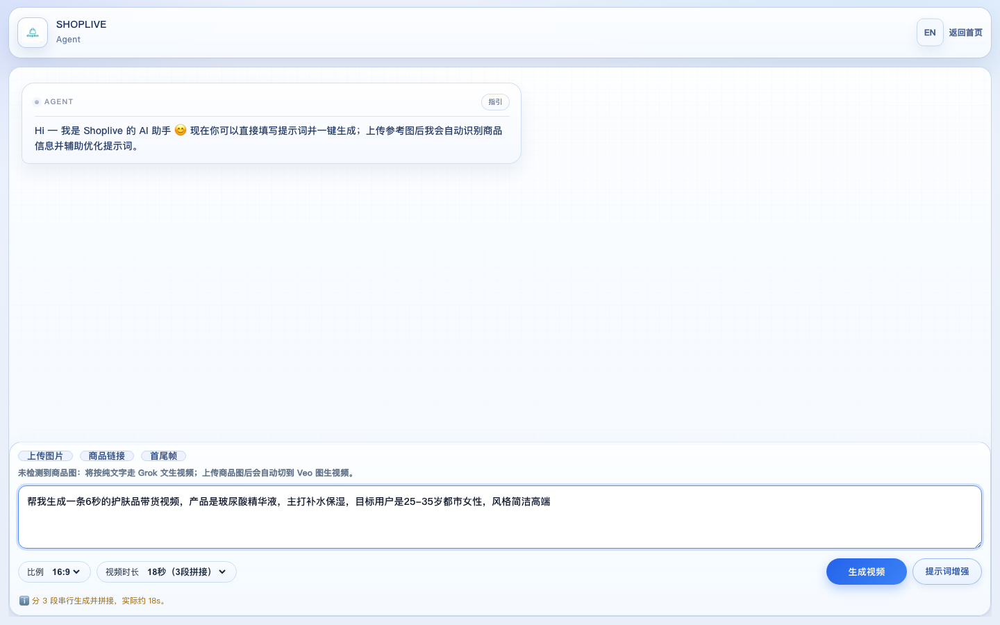 SHOPLIVE
Agent
EN 返回首页
AGENT 指引
Hi — 我是 Shoplive 的 AI 助手 😊 现在你可以直接填写提示词并一键生成；上传参考图后我会自动识别商品
信息并辅助优化提示词。
上传图片 商品链接 首尾帧
未检测到商品图：将按纯文字走 Grok 文生视频；上传商品图后会自动切到 Veo 图生视频。
帮我生成一条6秒的护肤品带货视频，产品是玻尿酸精华液，主打补水保湿，目标用户是25-35岁都市女性，风格简洁高端
比例 16:9 视频时长 18秒（3段拼接） 生成视频 提示词增强
ℹ️ 分 3 段串行生成并拼接，实际约 18s。